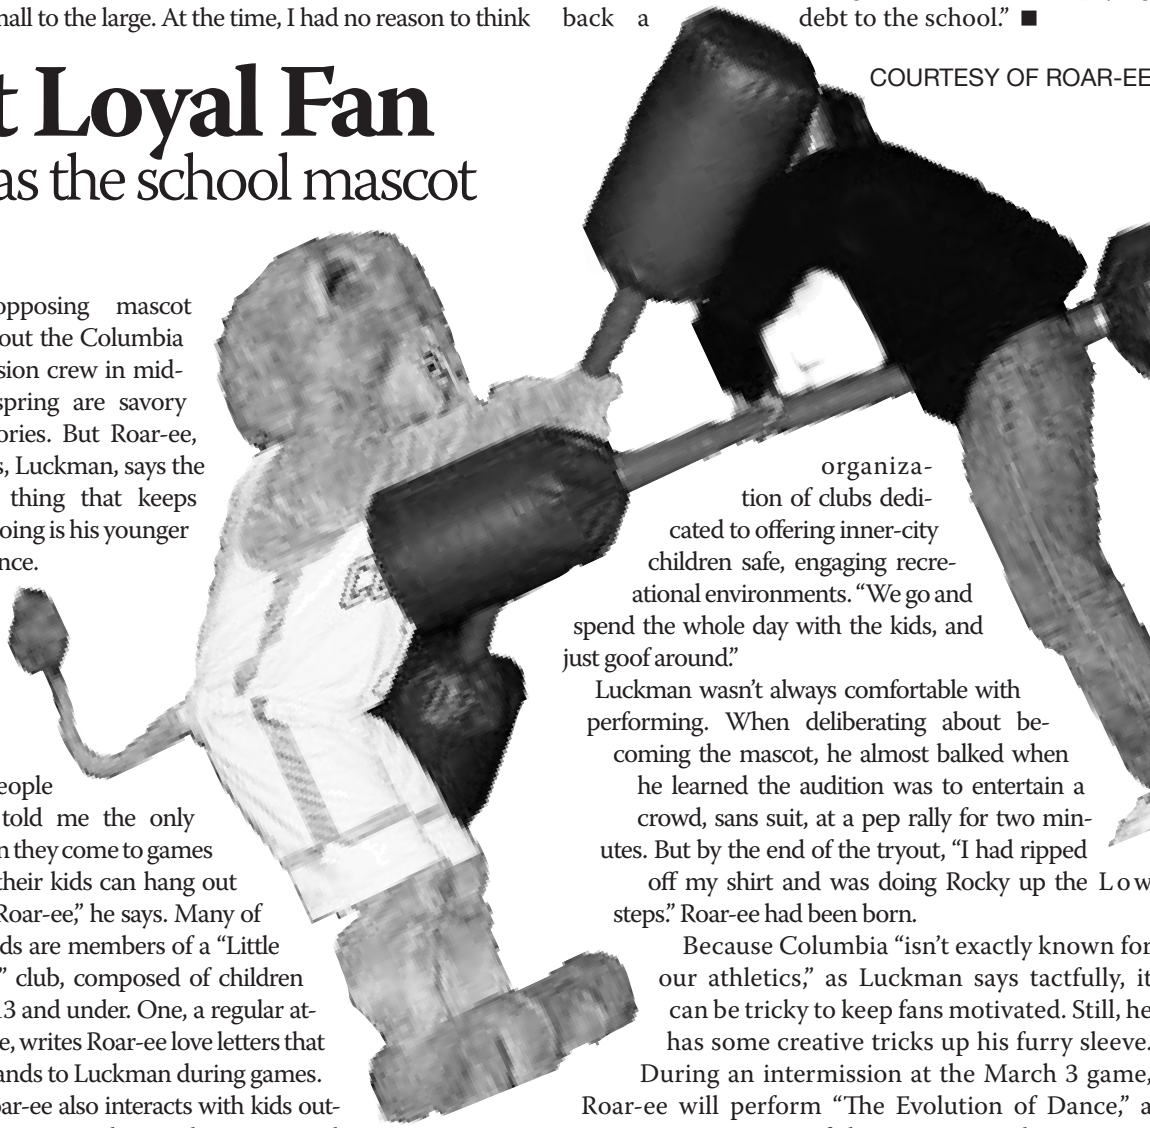 mall to the large. At the time, I had no reason to think
back a
debt to the school.” ■
COURTESY OF ROAR-EE
t Loyal Fan
as the school mascot
opposing mascot
out the Columbia
sion crew in mid-
spring are savory
ories. But Roar-ee,
s, Luckman, says the
thing that keeps
oing is his younger
nce.
eople
told me the only
n they come to games
their kids can hang out
Roar-ee,” he says. Many of
ds are members of a “Little
” club, composed of children
13 and under. One, a regular at-
e, writes Roar-ee love letters that
ands to Luckman during games.
oar-ee also interacts with kids out-
organiza-
tion of clubs dedi-
cated to offering inner-city
children safe, engaging recre-
ational environments. “We go and
spend the whole day with the kids, and
just goof around.”
Luckman wasn’t always comfortable with
performing. When deliberating about be-
coming the mascot, he almost balked when
he learned the audition was to entertain a
crowd, sans suit, at a pep rally for two min-
utes. But by the end of the tryout, “I had ripped
off my shirt and was doing Rocky up the Low
steps.” Roar-ee had been born.
Because Columbia “isn’t exactly known for
our athletics,” as Luckman says tactfully, it
can be tricky to keep fans motivated. Still, he
has some creative tricks up his furry sleeve.
During an intermission at the March 3 game,
Roar-ee will perform “The Evolution of Dance,” a